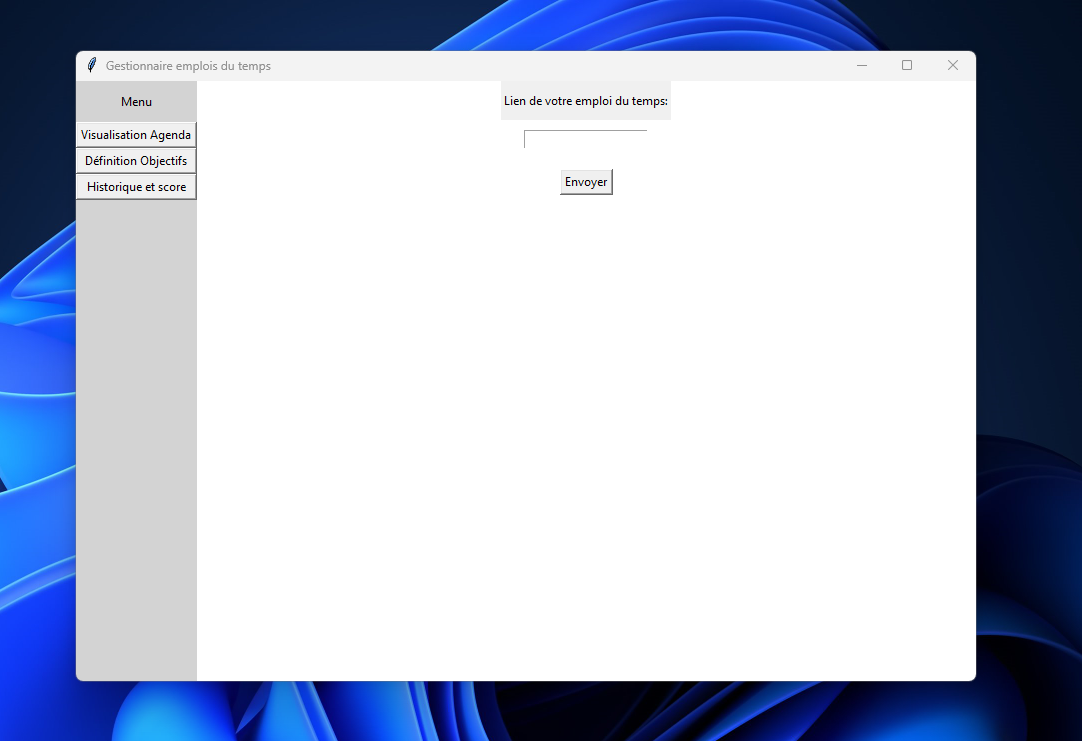 Gestionnaire emplois du temps
Menu
Visualisation Agenda
Définition Objectifs
Historique et score
Lien de votre emploi du temps:
Envoyer